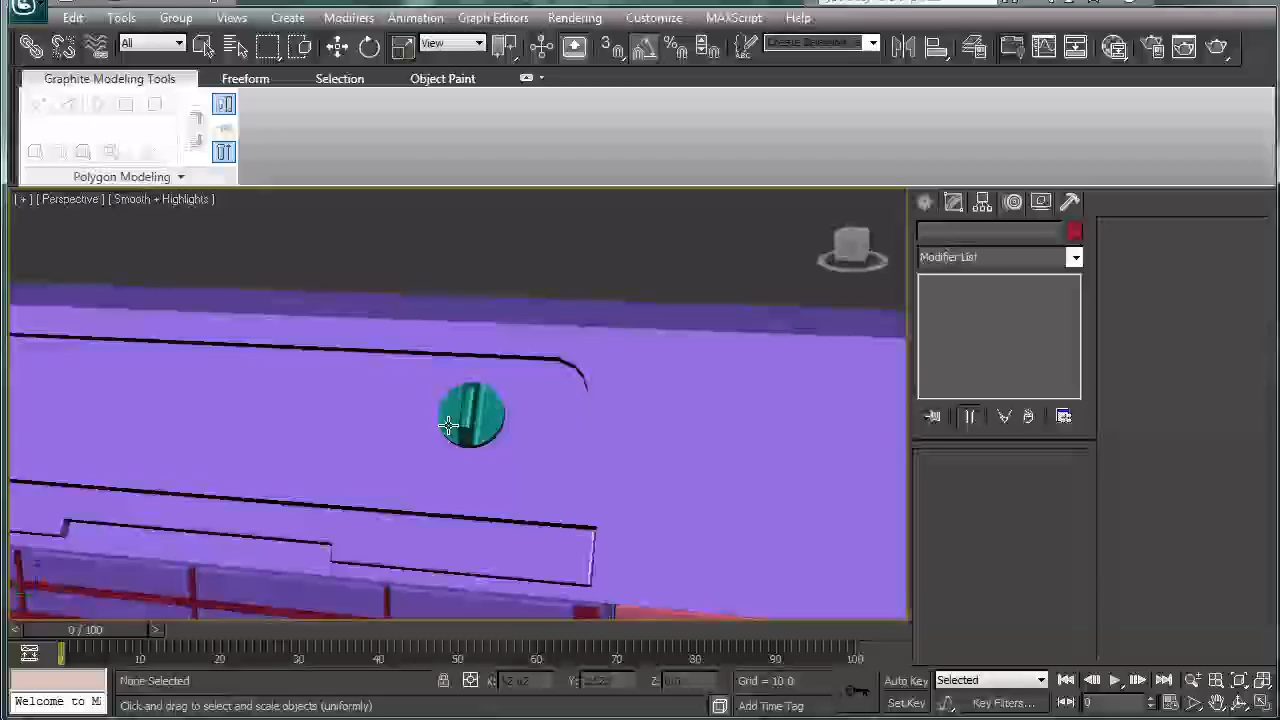 Edit Tools Group Views Create Modifiers Animation Graph Editors Rendering Customize MAXScript Help
All View 3
Graphite Modeling Tools Freeform Selection Object Paint
Polygon Modeling
[ + ] [ Perspective ] [ Smooth + Highlights ]
Modifier List
0 / 100
10 20 30 40 50 60 70 80 90 100
None Selected X: Y: Z: Grid = 10.0 Auto Key Selected
Welcome to M Click and drag to select and scale objects (uniformly) Add Time Tag Set Key Key Filters... 0